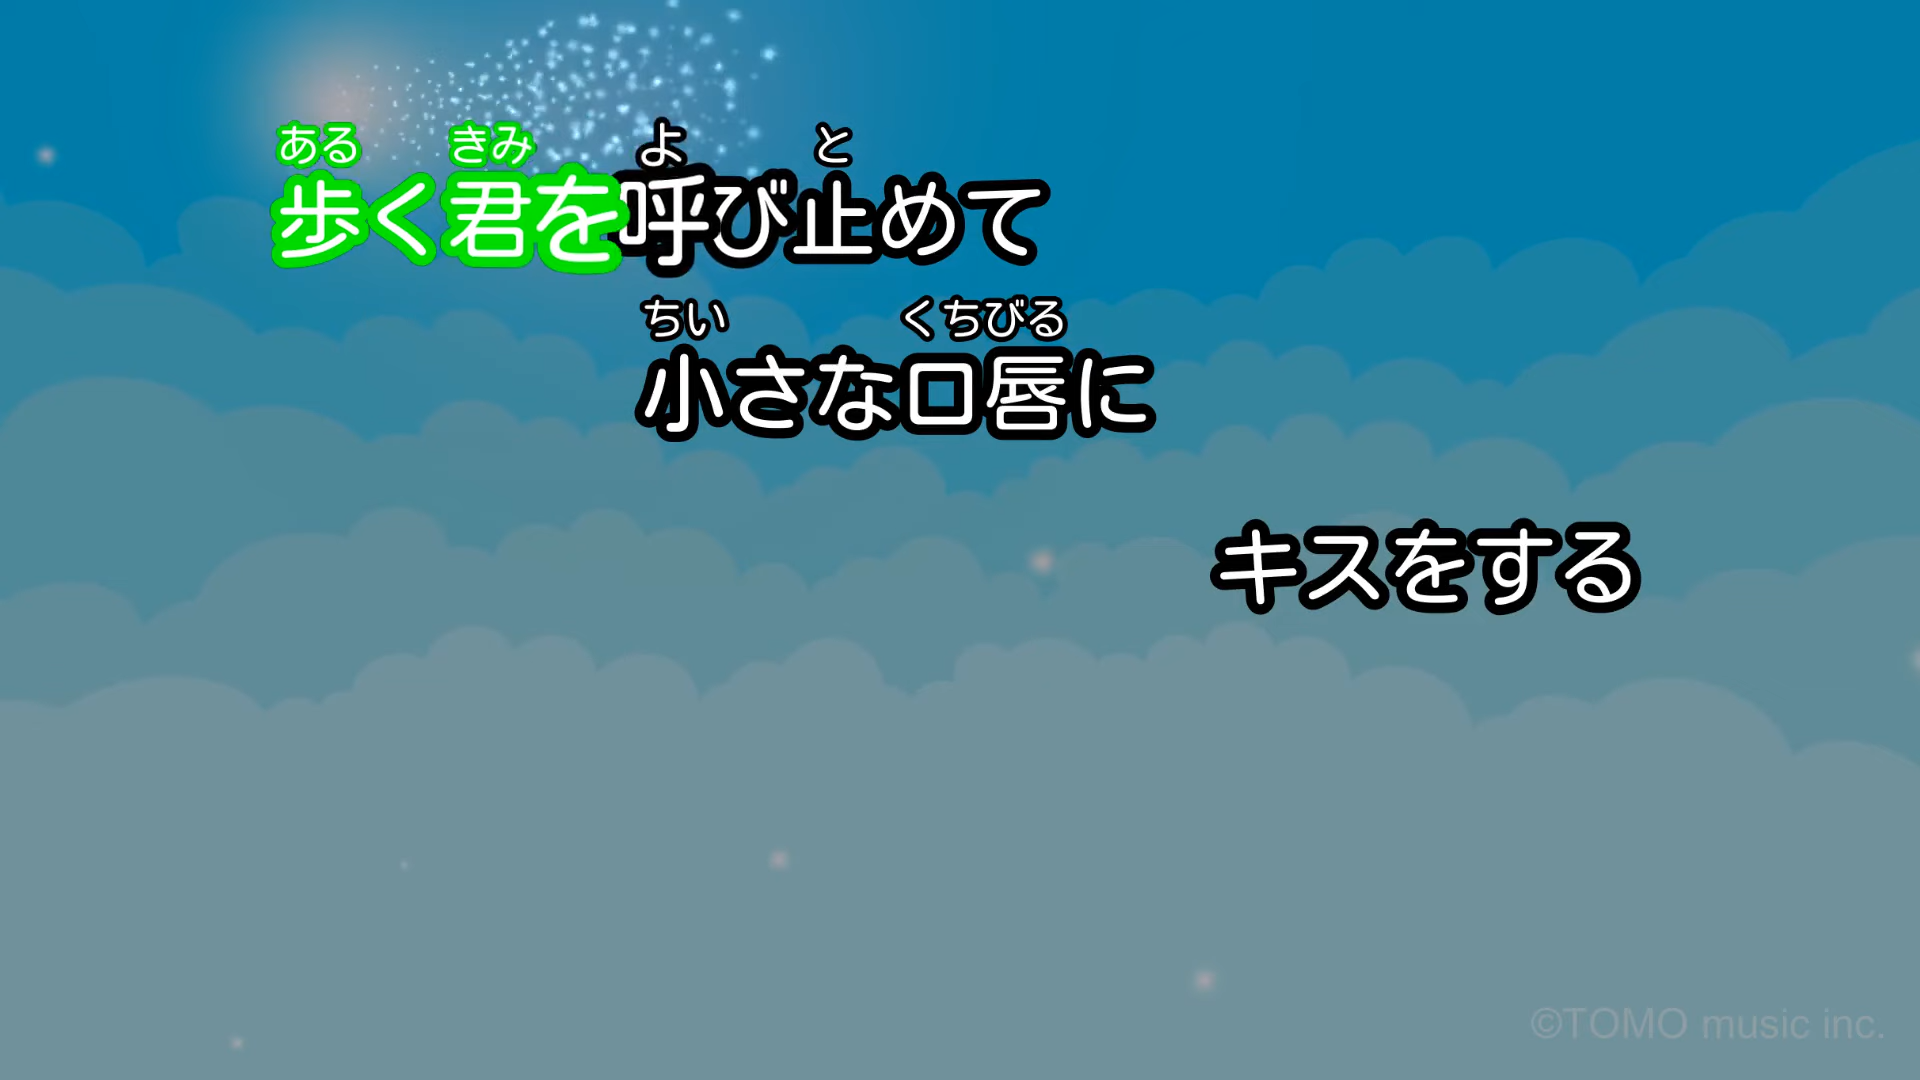 ある きみ よ と
歩く君を呼び止めて
ちい くちびる
小さな口唇に
キスをする
©TOMO music inc.